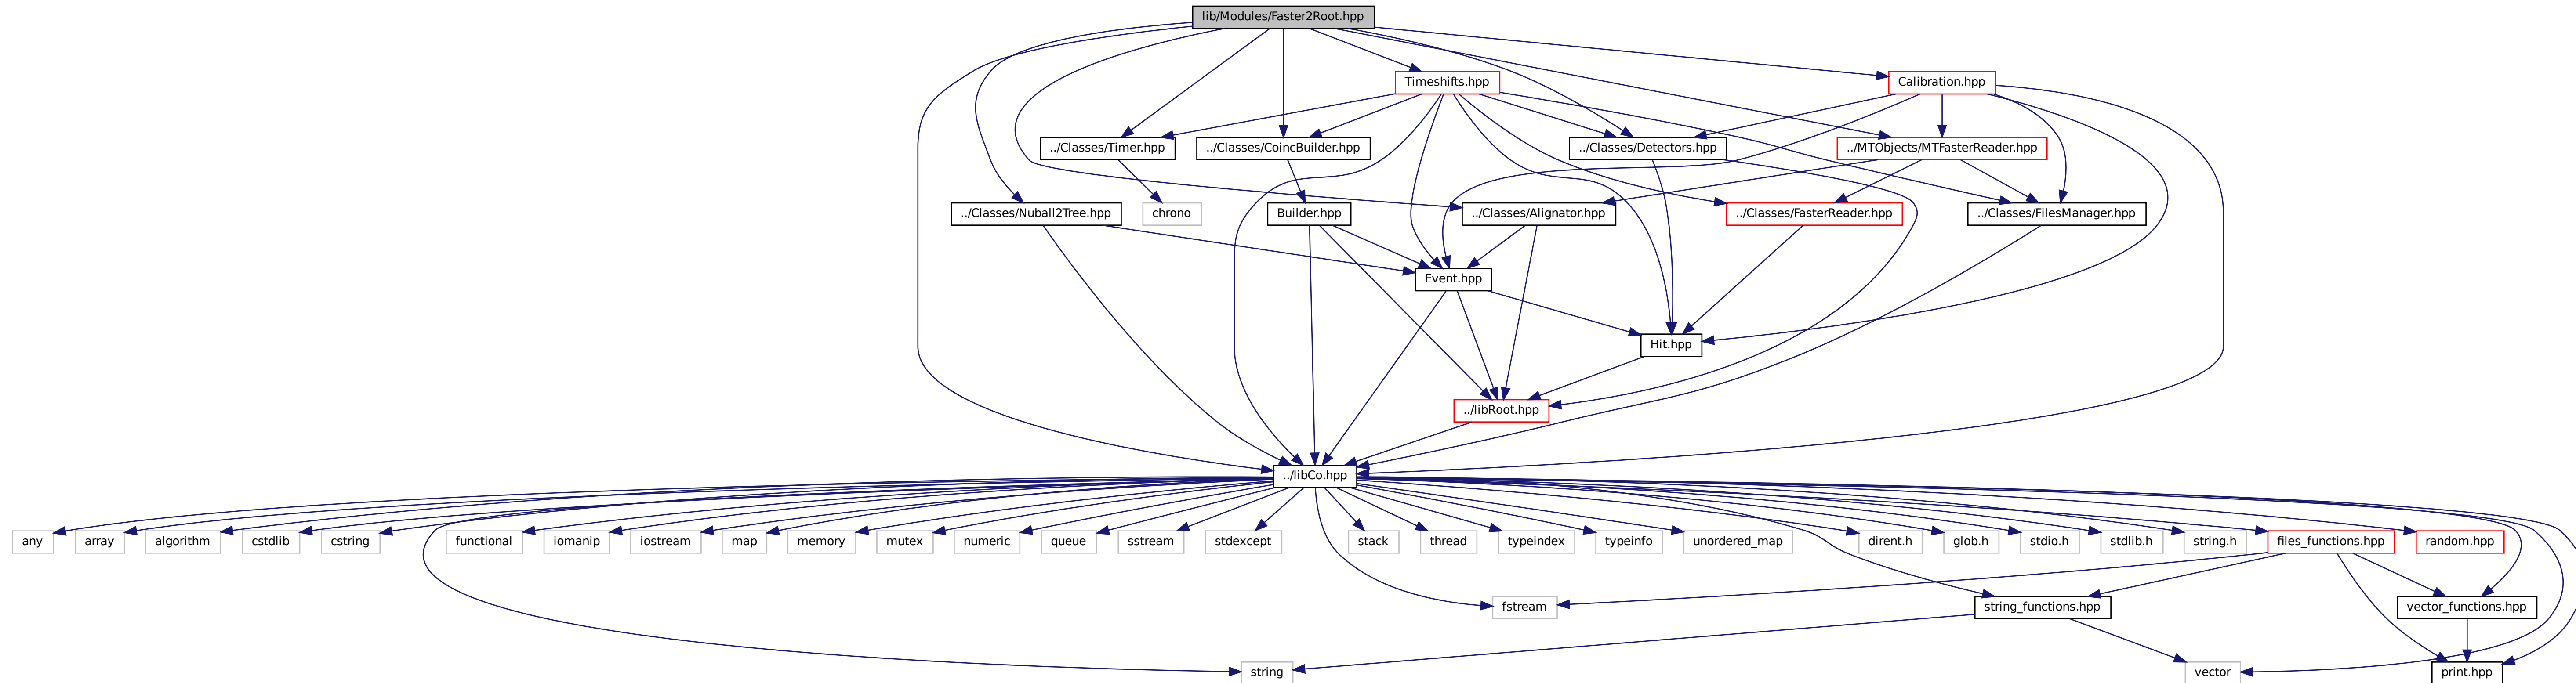 lib/Modules/Faster2Root.hpp
Timeshifts.hpp
Calibration.hpp
../Classes/Timer.hpp
../Classes/CoincBuilder.hpp
../Classes/Detectors.hpp
../MTObjects/MTFasterReader.hpp
../Classes/Nuball2Tree.hpp
chrono
Builder.hpp
../Classes/Alignator.hpp
../Classes/FasterReader.hpp
../Classes/FilesManager.hpp
Event.hpp
Hit.hpp
../libRoot.hpp
../libCo.hpp
any
array
algorithm
cstdlib
cstring
functional
iomanip
iostream
map
memory
mutex
numeric
queue
sstream
stdexcept
stack
thread
typeindex
typeinfo
unordered_map
dirent.h
glob.h
stdio.h
stdlib.h
string.h
files_functions.hpp
random.hpp
fstream
string_functions.hpp
vector_functions.hpp
string
vector
print.hpp